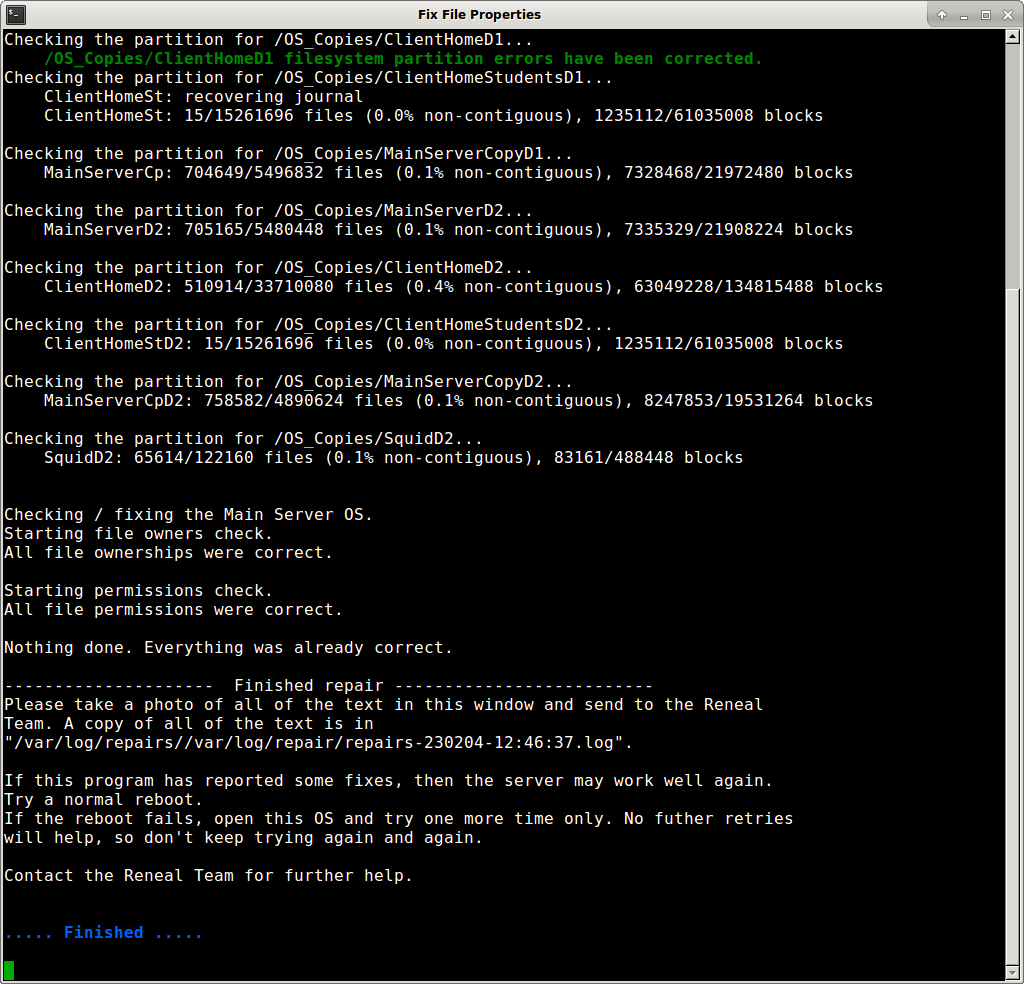 Fix File Properties
Checking the partition for /OS_Copies/ClientHomeD1...
/OS_Copies/ClientHomeD1 filesystem partition errors have been corrected.
Checking the partition for /OS_Copies/ClientHomeStudentsD1...
ClientHomeSt: recovering journal
ClientHomeSt: 15/15261696 files (0.0% non-contiguous), 1235112/61035008 blocks
Checking the partition for /OS_Copies/MainServerCopyD1...
MainServerCp: 704649/5496832 files (0.1% non-contiguous), 7328468/21972480 blocks
Checking the partition for /OS_Copies/MainServerD2...
MainServerD2: 705165/5480448 files (0.1% non-contiguous), 7335329/21908224 blocks
Checking the partition for /OS_Copies/ClientHomeD2...
ClientHomeD2: 510914/33710080 files (0.4% non-contiguous), 63049228/134815488 blocks
Checking the partition for /OS_Copies/ClientHomeStudentsD2...
ClientHomeStD2: 15/15261696 files (0.0% non-contiguous), 1235112/61035008 blocks
Checking the partition for /OS_Copies/MainServerCopyD2...
MainServerCpD2: 758582/4890624 files (0.1% non-contiguous), 8247853/19531264 blocks
Checking the partition for /OS_Copies/SquidD2...
SquidD2: 65614/122160 files (0.1% non-contiguous), 83161/488448 blocks
Checking / fixing the Main Server OS.
Starting file owners check.
All file ownerships were correct.
Starting permissions check.
All file permissions were correct.
Nothing done. Everything was already correct.
---------------------  Finished repair --------------------------
Please take a photo of all of the text in this window and send to the Reneal
Team. A copy of all of the text is in
"/var/log/repairs//var/log/repair/repairs-230204-12:46:37.log".
If this program has reported some fixes, then the server may work well again.
Try a normal reboot.
If the reboot fails, open this OS and try one more time only. No futher retries
will help, so don't keep trying again and again.
Contact the Reneal Team for further help.
..... Finished .....